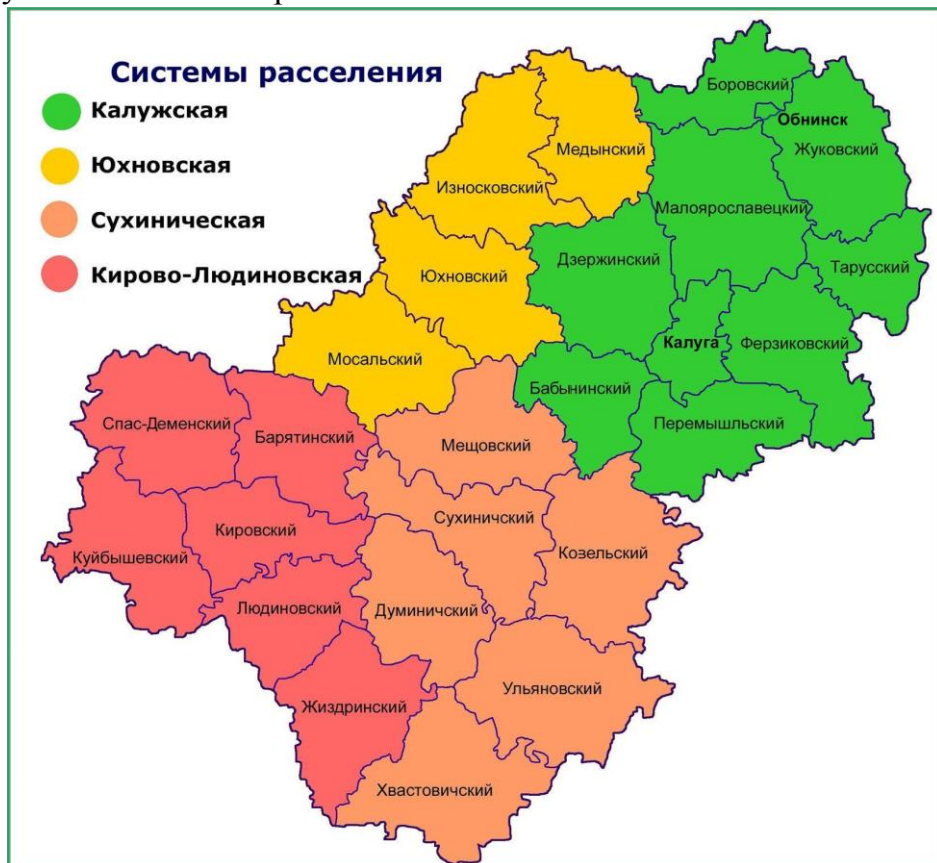 Системы расселения
Калужская
Юхновская
Сухиническая
Кирово-Людиновская
Боровский
Обнинск
Жуковский
Медынский
Износковский
Малоярославецкий
Дзержинский
Тарусский
Юхновский
Калуга
Ферзиковский
Мосальский
Бабынинский
Перемышльский
Спас-Деменский
Барятинский
Мещовский
Сухиничский
Кировский
Козельский
Куйбышевский
Людиновский
Думиничский
Ульяновский
Жиздринский
Хвастовичский